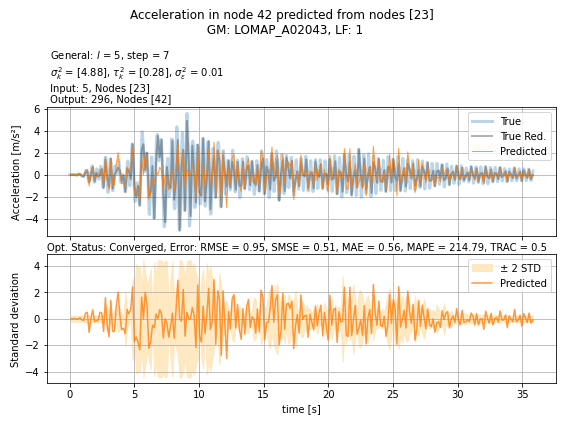 Acceleration in node 42 predicted from nodes [23]
GM: LOMAP_A02043, LF: 1
General: l = 5, step = 7
σ²ₖ = [4.88], τ²ₖ = [0.28], σ²ε = 0.01
Input: 5, Nodes [23]
Output: 296, Nodes [42]
6
4
2
0
−2
−4
Acceleration [m/s²]
True
True Red.
Predicted
Opt. Status: Converged, Error: RMSE = 0.95, SMSE = 0.51, MAE = 0.56, MAPE = 214.79, TRAC = 0.5
4
2
0
−2
−4
Standard deviation
± 2 STD
Predicted
0 5 10 15 20 25 30 35
time [s]